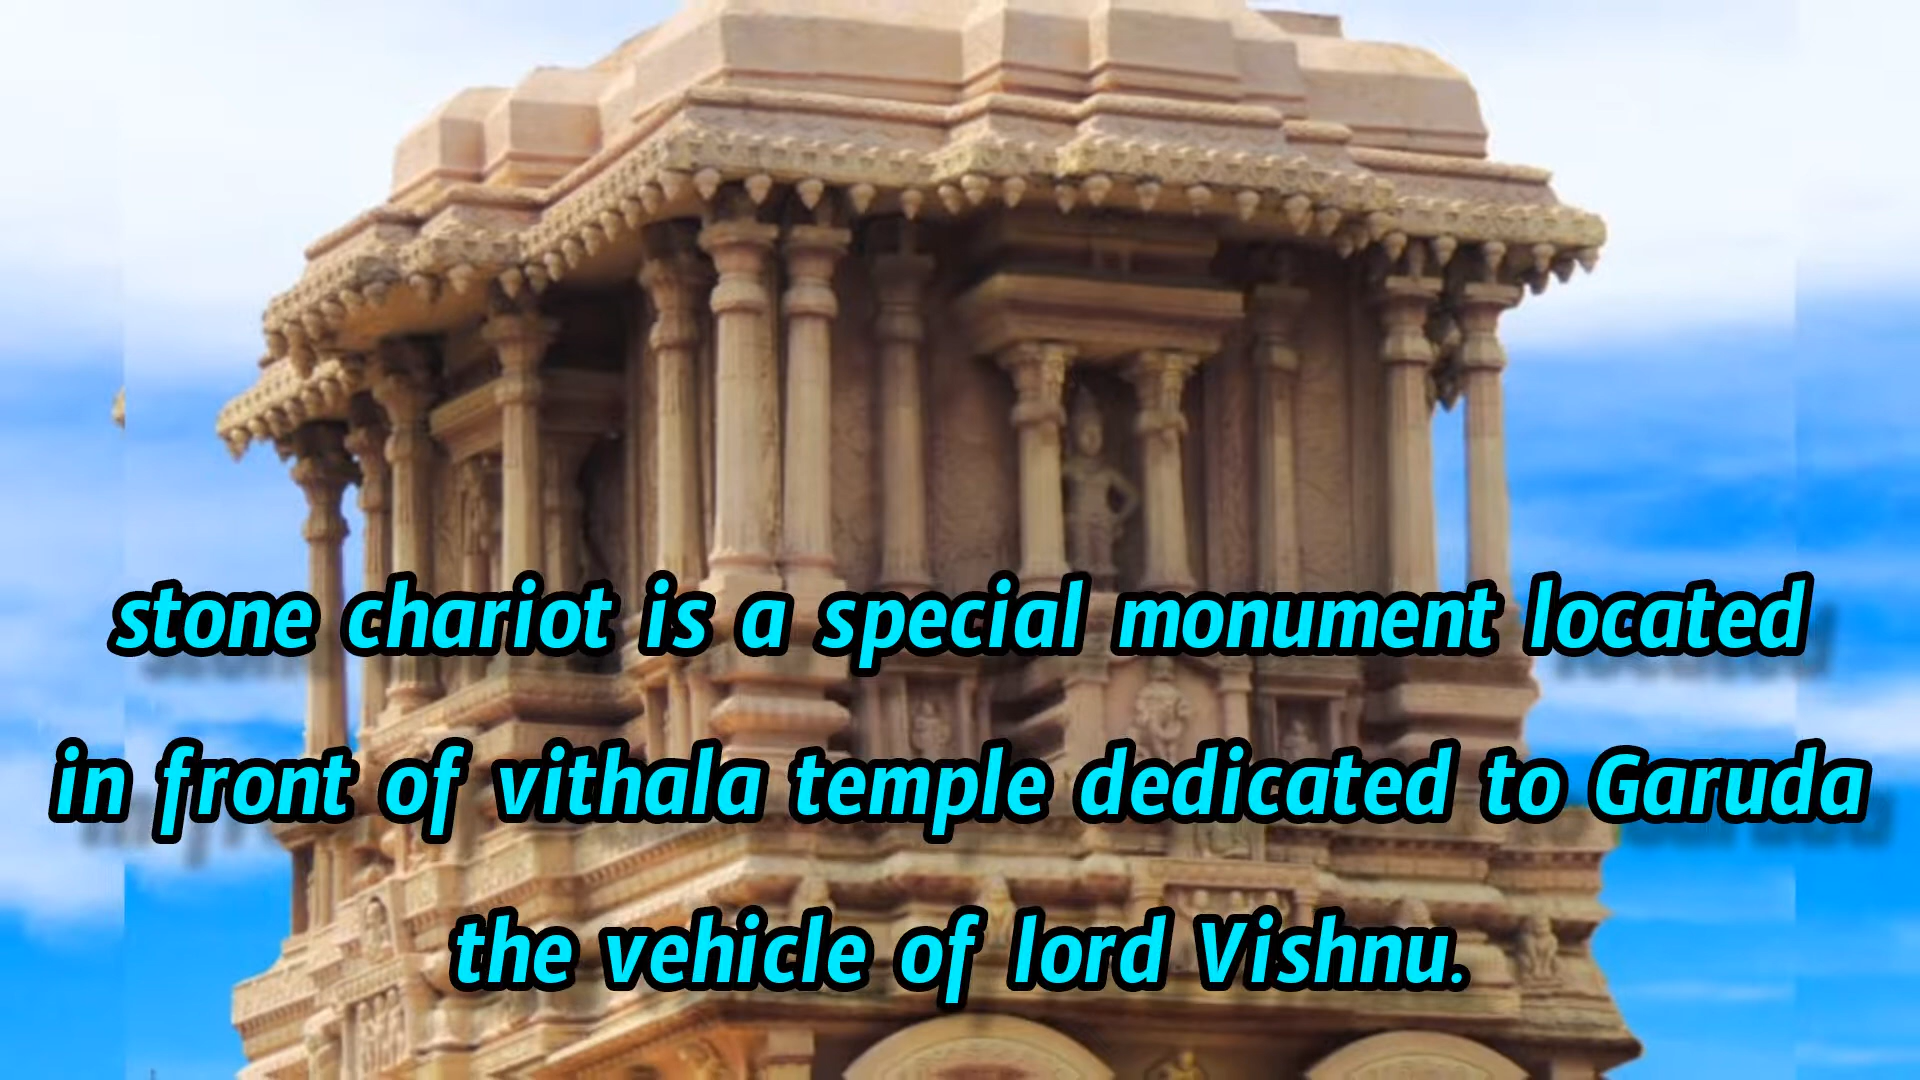 stone chariot is a special monument located
in front of vithala temple dedicated to Garuda
the vehicle of lord Vishnu.